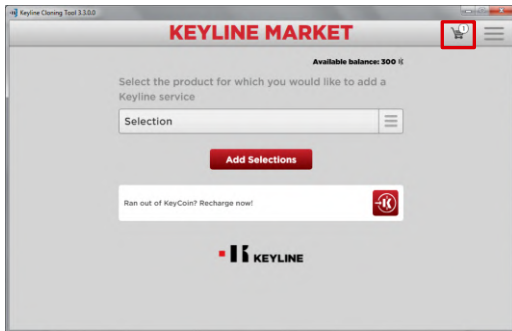 Keyline Cloning Tool 3.3.0.0
KEYLINE MARKET
1
Available balance: 300
Select the product for which you would like to add a
Keyline service
Selection
Add Selections
Ran out of KeyCoin? Recharge now!
KEYLINE